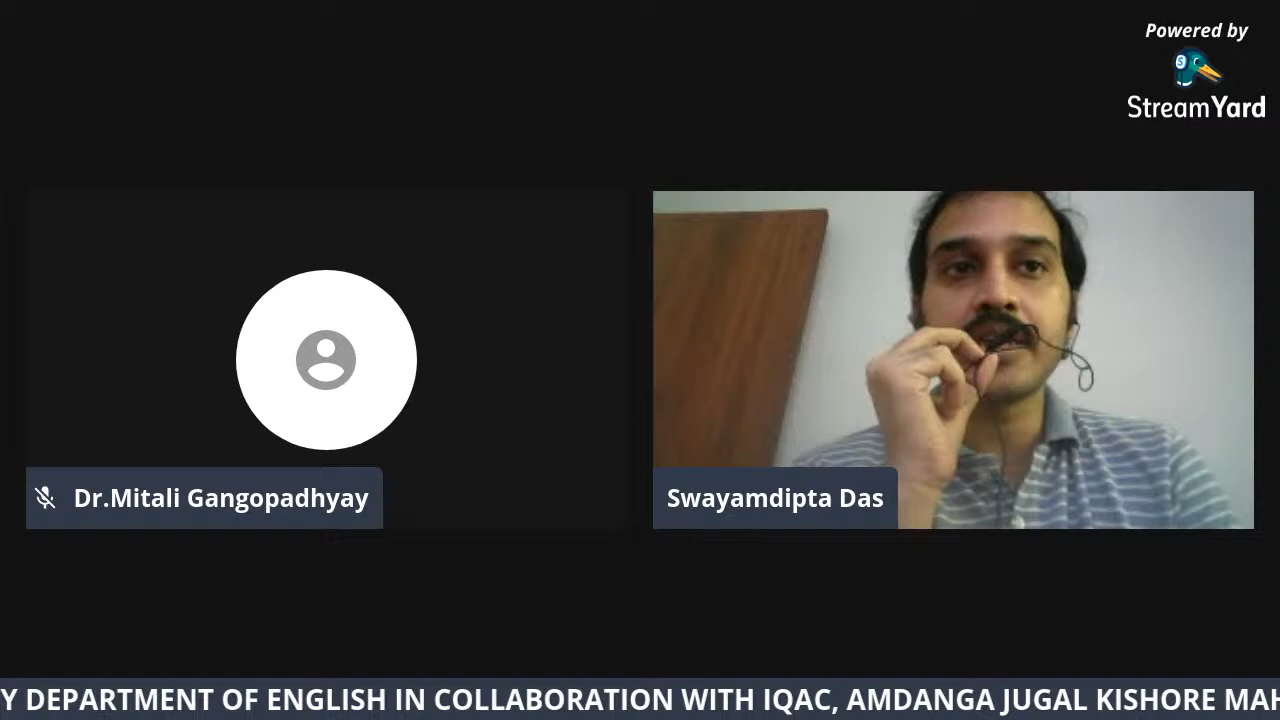 Powered by
StreamYard
Dr.Mitali Gangopadhyay
Swayamdipta Das
Y DEPARTMENT OF ENGLISH IN COLLABORATION WITH IQAC, AMDANGA JUGAL KISHORE MAH